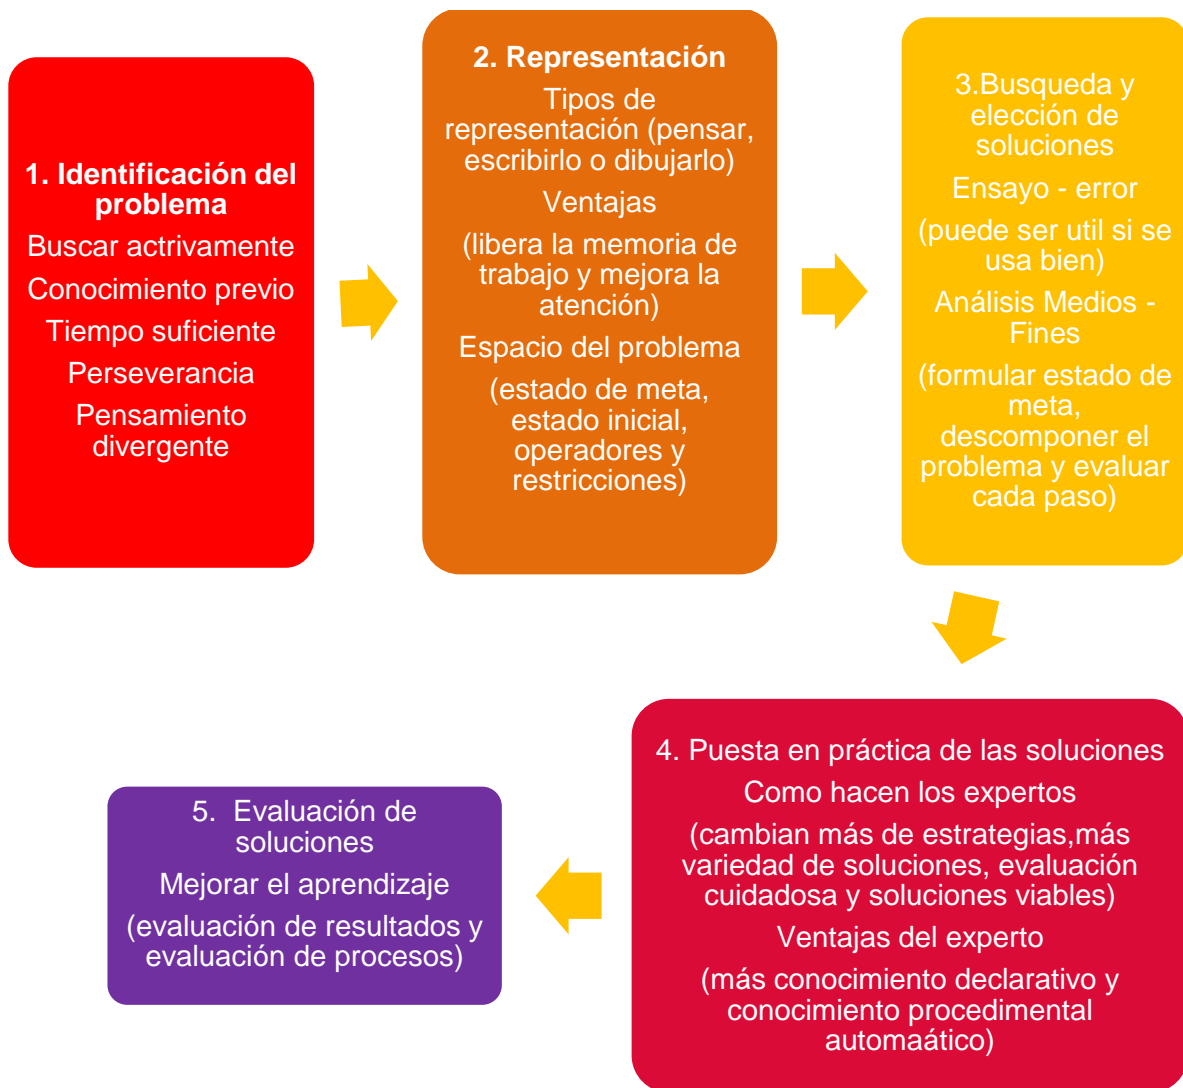 1. Identificación del
problema
Buscar actrivamente
Conocimiento previo
Tiempo suficiente
Perseverancia
Pensamiento
divergente
2. Representación
Tipos de
representación (pensar,
escribirlo o dibujarlo)
Ventajas
(libera la memoria de
trabajo y mejora la
atención)
Espacio del problema
(estado de meta,
estado inicial,
operadores y
restricciones)
3.Busqueda y
elección de
soluciones
Ensayo - error
(puede ser util si se
usa bien)
Análisis Medios -
Fines
(formular estado de
meta,
descomponer el
problema y evaluar
cada paso)
4. Puesta en práctica de las soluciones
Como hacen los expertos
(cambian más de estrategias,más
variedad de soluciones, evaluación
cuidadosa y soluciones viables)
Ventajas del experto
(más conocimiento declarativo y
conocimiento procedimental
automaático)
5.  Evaluación de
soluciones
Mejorar el aprendizaje
(evaluación de resultados y
evaluación de procesos)